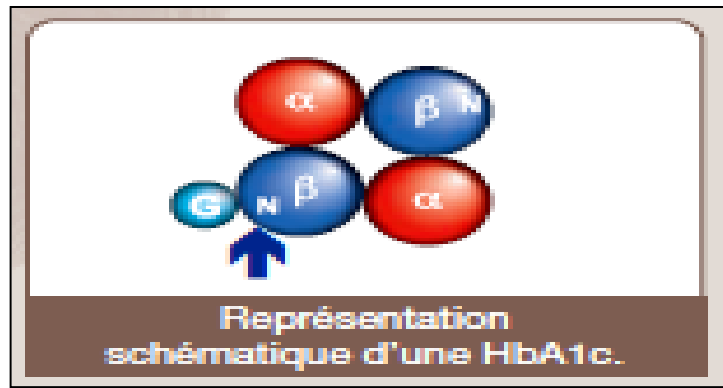 α β N
G N β α
Représentation
schématique d'une HbA1c.